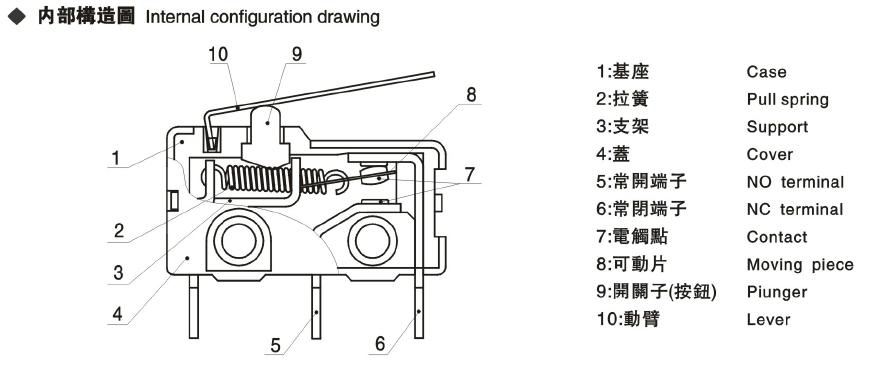 ◆ 內部構造圖 Internal configuration drawing
10
9
8
1
7
2
3
4
5
6
1:基座 Case
2:拉簧 Pull spring
3:支架 Support
4:蓋 Cover
5:常開端子 NO terminal
6:常閉端子 NC terminal
7:電觸點 Contact
8:可動片 Moving piece
9:開關子(按鈕) Piunger
10:動臂 Lever